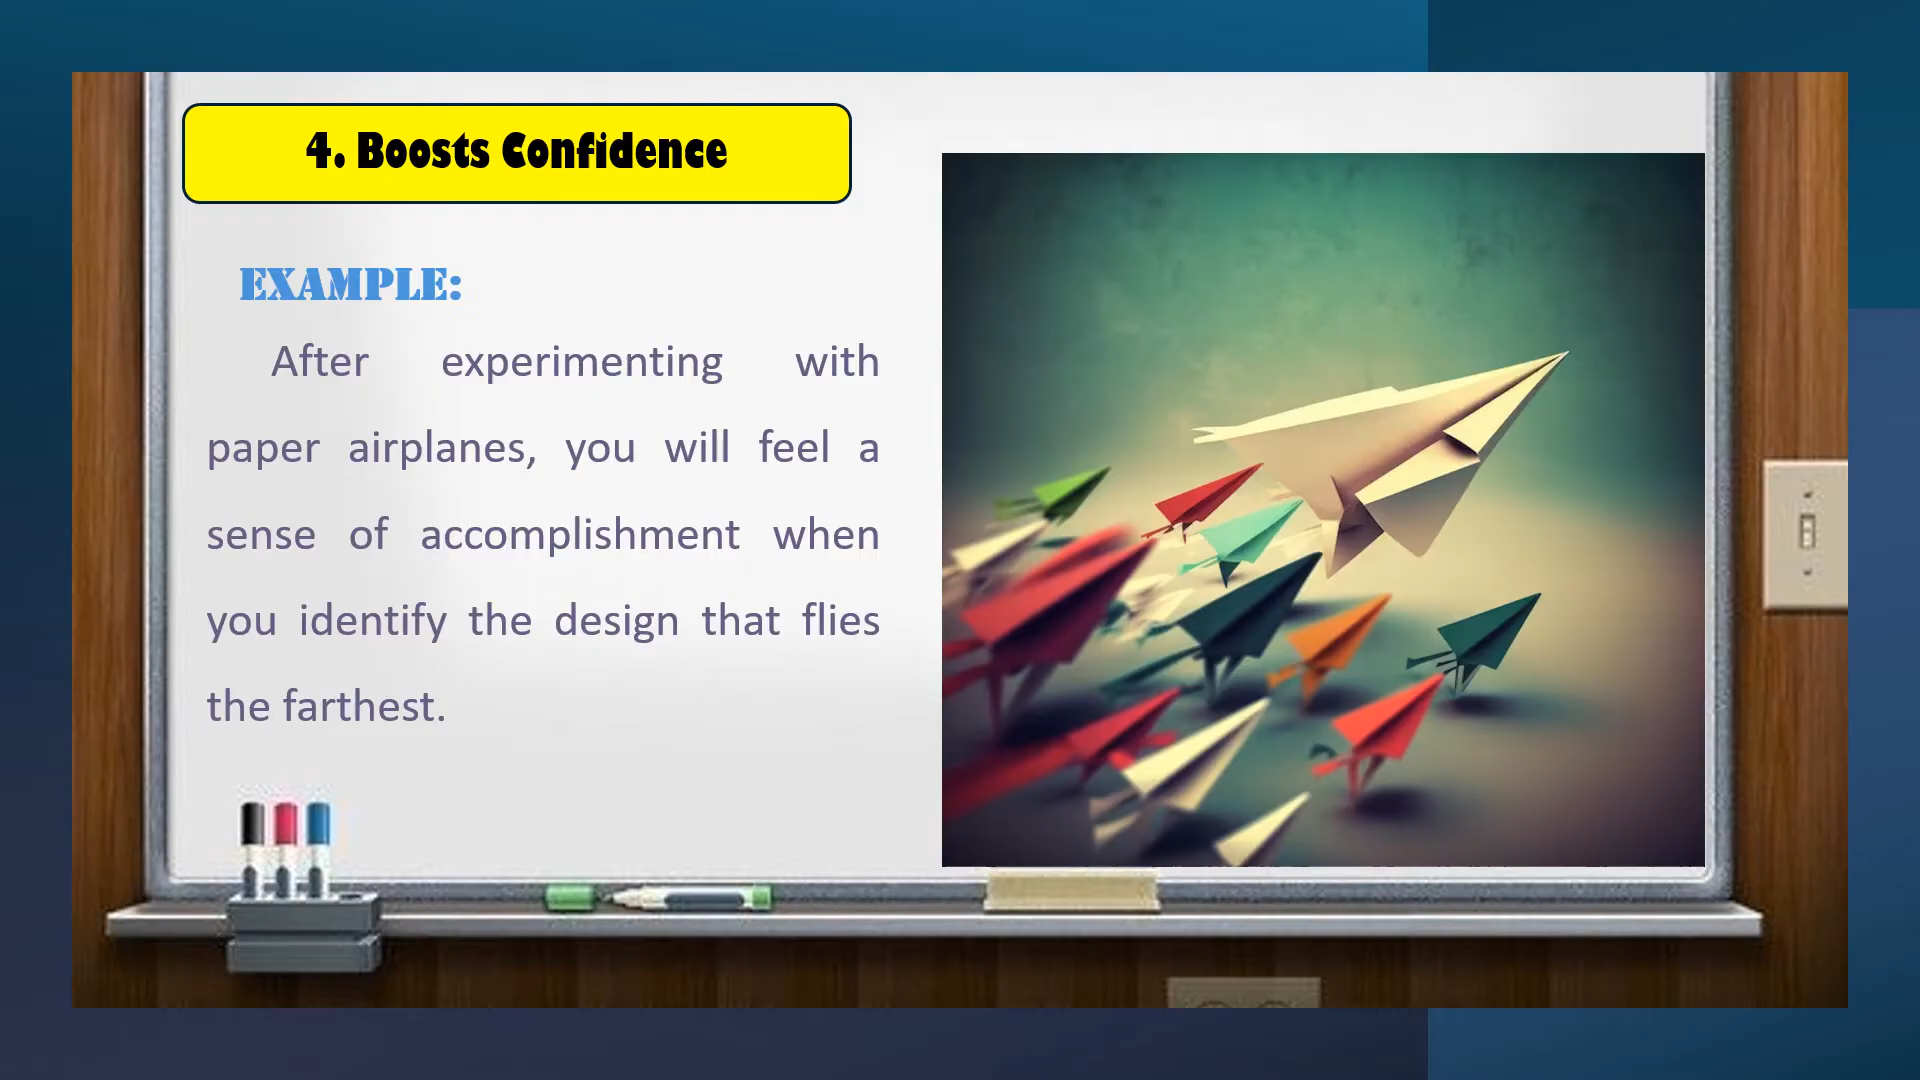 4. Boosts Confidence
EXAMPLE:
After experimenting with
paper airplanes, you will feel a
sense of accomplishment when
you identify the design that flies
the farthest.